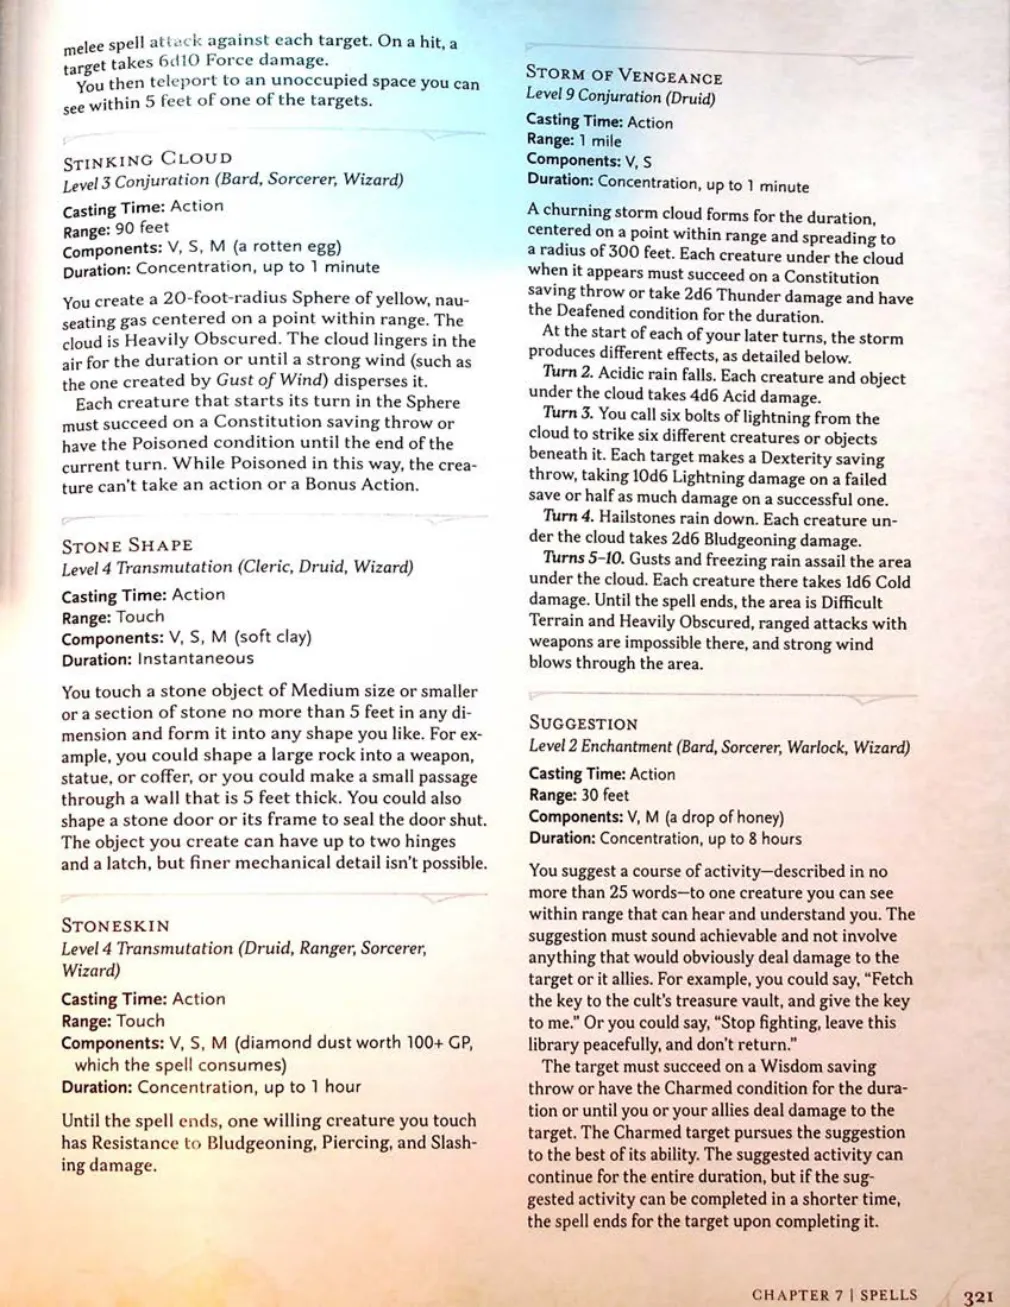 melee spell attack against each target. On a hit, a
target takes 6d10 Force damage.
You then teleport to an unoccupied space you can
see within 5 feet of one of the targets.
STINKING CLOUD
Level 3 Conjuration (Bard, Sorcerer, Wizard)
Casting Time: Action
Range: 90 feet
Components: V, S, M (a rotten egg)
Duration: Concentration, up to 1 minute
You create a 20-foot-radius Sphere of yellow, nau-
seating gas centered on a point within range. The
cloud is Heavily Obscured. The cloud lingers in the
air for the duration or until a strong wind (such as
the one created by Gust of Wind) disperses it.
Each creature that starts its turn in the Sphere
must succeed on a Constitution saving throw or
have the Poisoned condition until the end of the
current turn. While Poisoned in this way, the crea-
ture can't take an action or a Bonus Action.
STONE SHAPE
Level 4 Transmutation (Cleric, Druid, Wizard)
Casting Time: Action
Range: Touch
Components: V, S, M (soft clay)
Duration: Instantaneous
You touch a stone object of Medium size or smaller
or a section of stone no more than 5 feet in any di-
mension and form it into any shape you like. For ex-
ample, you could shape a large rock into a weapon,
statue, or coffer, or you could make a small passage
through a wall that is 5 feet thick. You could also
shape a stone door or its frame to seal the door shut.
The object you create can have up to two hinges
and a latch, but finer mechanical detail isn't possible.
STONESKIN
Level 4 Transmutation (Druid, Ranger, Sorcerer,
Wizard)
Casting Time: Action
Range: Touch
Components: V, S, M (diamond dust worth 100+ GP,
which the spell consumes)
Duration: Concentration, up to 1 hour
Until the spell ends, one willing creature you touch
has Resistance to Bludgeoning, Piercing, and Slash-
ing damage.
STORM OF VENGEANCE
Level 9 Conjuration (Druid)
Casting Time: Action
Range: 1 mile
Components: V, S
Duration: Concentration, up to 1 minute
A churning storm cloud forms for the duration,
centered on a point within range and spreading to
a radius of 300 feet. Each creature under the cloud
when it appears must succeed on a Constitution
saving throw or take 2d6 Thunder damage and have
the Deafened condition for the duration.
At the start of each of your later turns, the storm
produces different effects, as detailed below.
Turn 2. Acidic rain falls. Each creature and object
under the cloud takes 4d6 Acid damage.
Turn 3. You call six bolts of lightning from the
cloud to strike six different creatures or objects
beneath it. Each target makes a Dexterity saving
throw, taking 10d6 Lightning damage on a failed
save or half as much damage on a successful one.
Turn 4. Hailstones rain down. Each creature un-
der the cloud takes 2d6 Bludgeoning damage.
Turns 5–10. Gusts and freezing rain assail the area
under the cloud. Each creature there takes 1d6 Cold
damage. Until the spell ends, the area is Difficult
Terrain and Heavily Obscured, ranged attacks with
weapons are impossible there, and strong wind
blows through the area.
SUGGESTION
Level 2 Enchantment (Bard, Sorcerer, Warlock, Wizard)
Casting Time: Action
Range: 30 feet
Components: V, M (a drop of honey)
Duration: Concentration, up to 8 hours
You suggest a course of activity—described in no
more than 25 words—to one creature you can see
within range that can hear and understand you. The
suggestion must sound achievable and not involve
anything that would obviously deal damage to the
target or it allies. For example, you could say, "Fetch
the key to the cult's treasure vault, and give the key
to me." Or you could say, "Stop fighting, leave this
library peacefully, and don't return."
The target must succeed on a Wisdom saving
throw or have the Charmed condition for the dura-
tion or until you or your allies deal damage to the
target. The Charmed target pursues the suggestion
to the best of its ability. The suggested activity can
continue for the entire duration, but if the sug-
gested activity can be completed in a shorter time,
the spell ends for the target upon completing it.
CHAPTER 7 | SPELLS 321